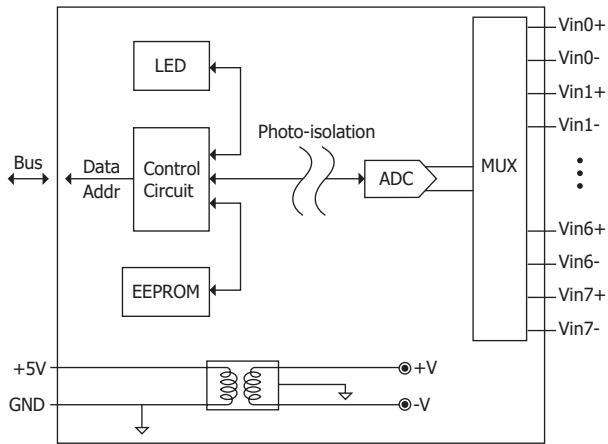 Vin0+
LED
Vin0-
Vin1+
Photo-isolation
Vin1-
Bus
Data
Addr
Control
Circuit
ADC
MUX
Vin6+
EEPROM
Vin6-
Vin7+
Vin7-
+5V
+V
GND
-V